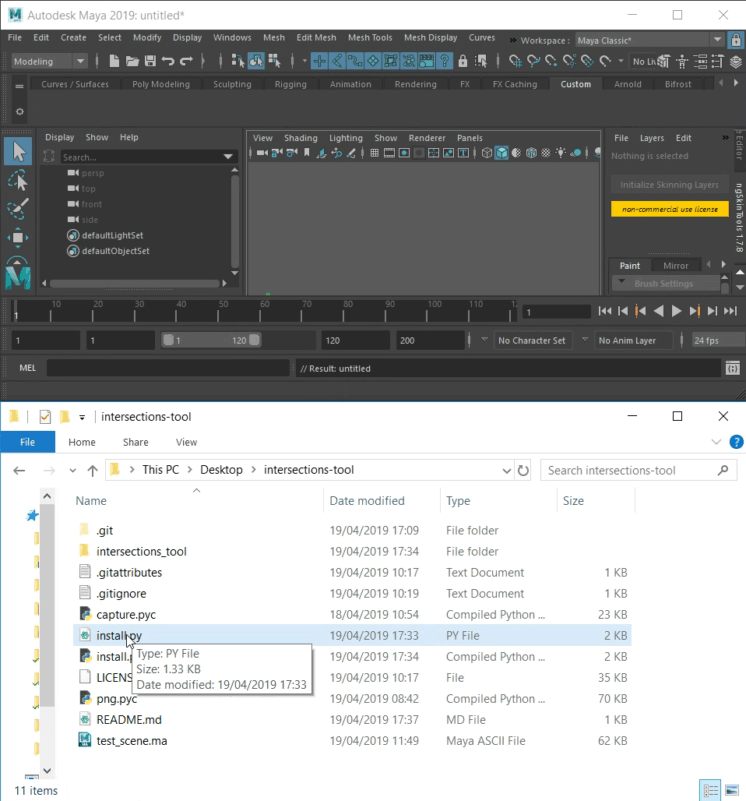 Autodesk Maya 2019: untitled*
File Edit Create Select Modify Display Windows Mesh Edit Mesh Mesh Tools Mesh Display Curves » Workspace : Maya Classic*
Modeling No Li
Curves / Surfaces Poly Modeling Sculpting Rigging Animation Rendering FX FX Caching Custom Arnold Bifrost
Display Show Help
View Shading Lighting Show Renderer Panels
File Layers Edit »
Search...
Nothing is selected
persp
top
front
side
defaultLightSet
defaultObjectSet
Initialize Skinning Layers
non-commercial use license
Paint Mirror
Brush Settings
Editor
ngSkinTools 1.7.8
10 20 30 40 50 60 70 80 90 100 110 1
1
1
1 1 1 120 120 200 No Character Set No Anim Layer 24 fps
MEL // Result: untitled
intersections-tool
File Home Share View
This PC > Desktop > intersections-tool Search intersections-tool
Name Date modified Type Size
.git 19/04/2019 17:09 File folder
intersections_tool 19/04/2019 17:34 File folder
.gitattributes 19/04/2019 10:17 Text Document 1 KB
.gitignore 19/04/2019 10:19 Text Document 1 KB
capture.pyc 18/04/2019 10:54 Compiled Python ... 23 KB
install.py 19/04/2019 17:33 PY File 2 KB
install.p 19/04/2019 17:34 Compiled Python ... 2 KB
LICENS 19/04/2019 10:17 File 35 KB
png.pyc 19/04/2019 08:42 Compiled Python ... 70 KB
README.md 19/04/2019 17:37 MD File 1 KB
test_scene.ma 19/04/2019 11:49 Maya ASCII File 62 KB
Type: PY File
Size: 1.33 KB
Date modified: 19/04/2019 17:33
11 items